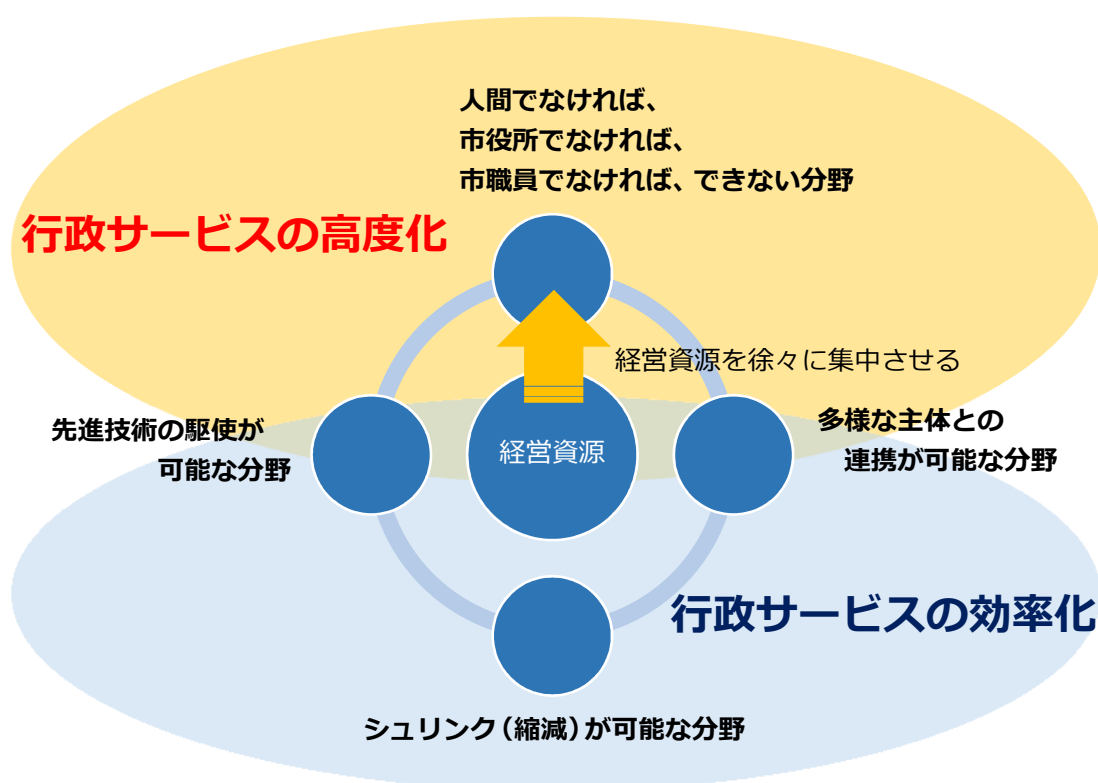 人間でなければ、
市役所でなければ、
市職員でなければ、できない分野
行政サービスの高度化
経営資源を徐々に集中させる
先進技術の駆使が
可能な分野
経営資源
多様な主体との
連携が可能な分野
行政サービスの効率化
シュリンク（縮減）が可能な分野